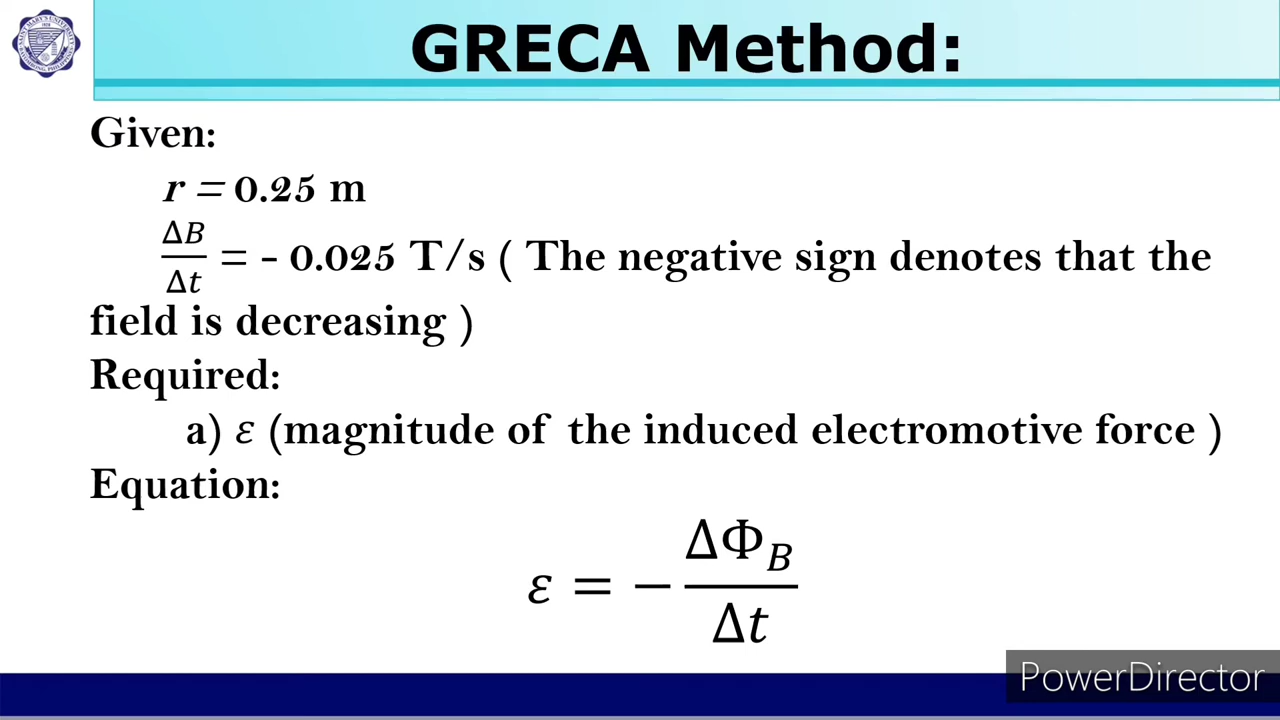 GRECA Method:
Given:
r = 0.25 m
ΔB/Δt = - 0.025 T/s ( The negative sign denotes that the
field is decreasing )
Required:
a) ε (magnitude of the induced electromotive force )
Equation:
ε = − ΔΦ_B/Δt
PowerDirector